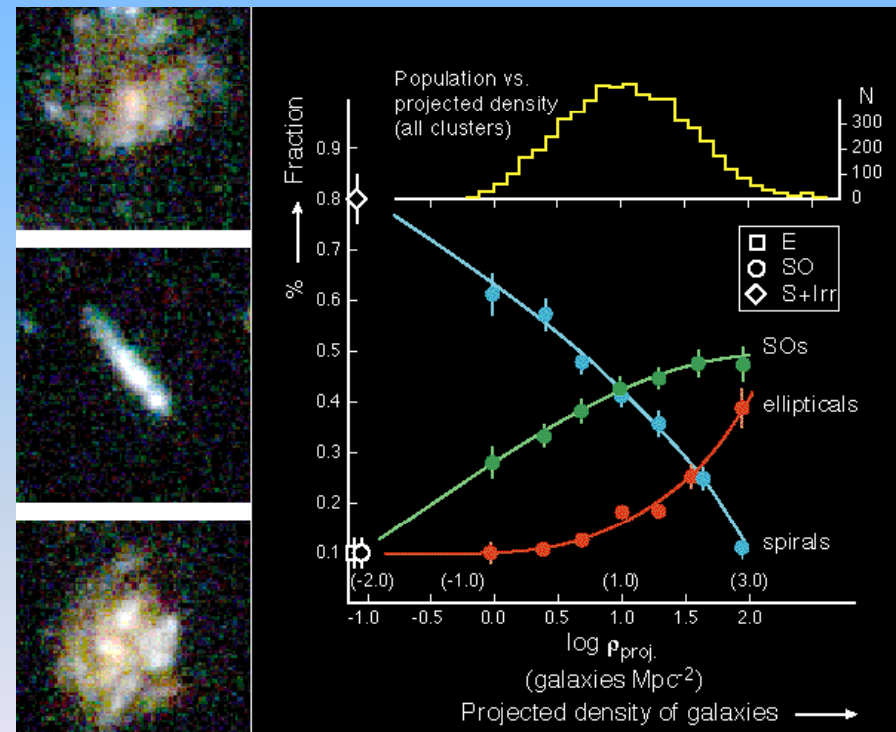 Population vs.
projected density
(all clusters)
N
300
200
100
0
% → Fraction
0.9
0.8
0.7
0.6
0.5
0.4
0.3
0.2
0.1
E
SO
S+Irr
SOs
ellipticals
spirals
(-2.0) (-1.0) (1.0) (3.0)
-1.0 -0.5 0.0 0.5 1.0 1.5 2.0
log ρproj.
(galaxies Mpc⁻²)
Projected density of galaxies →